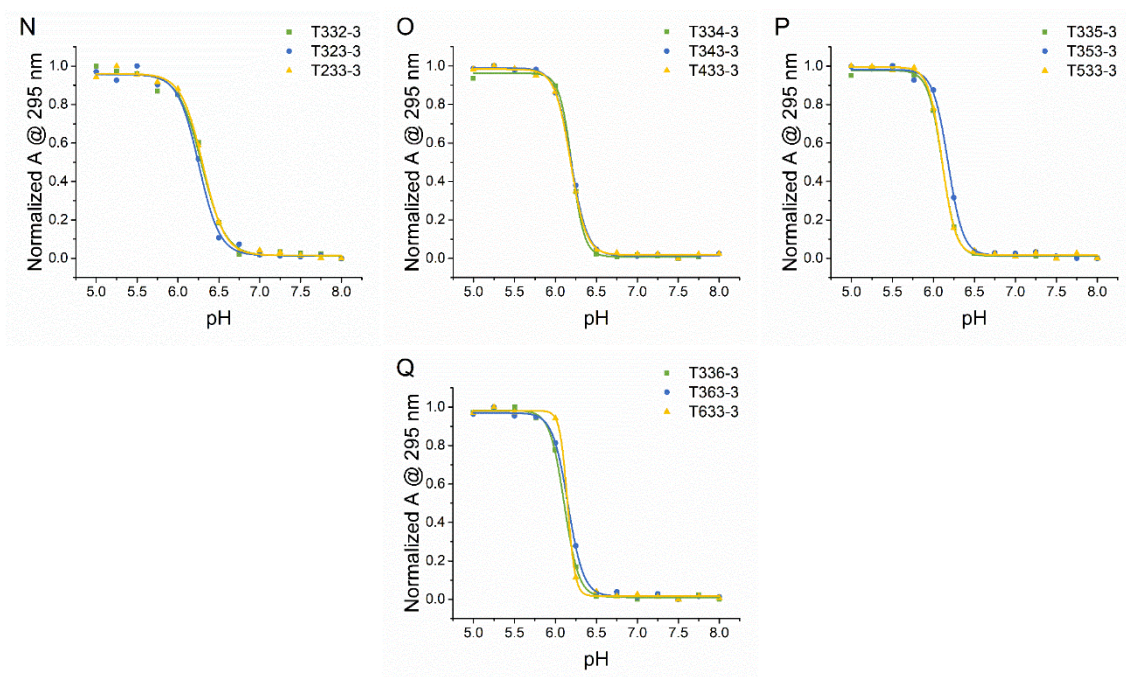 N
T332-3
T323-3
T233-3
1.0
0.8
0.6
0.4
0.2
0.0
Normalized A @ 295 nm
5.0 5.5 6.0 6.5 7.0 7.5 8.0
pH
O
T334-3
T343-3
T433-3
1.0
0.8
0.6
0.4
0.2
0.0
Normalized A @ 295 nm
5.0 5.5 6.0 6.5 7.0 7.5 8.0
pH
P
T335-3
T353-3
T533-3
1.0
0.8
0.6
0.4
0.2
0.0
Normalized A @ 295 nm
5.0 5.5 6.0 6.5 7.0 7.5 8.0
pH
Q
T336-3
T363-3
T633-3
1.0
0.8
0.6
0.4
0.2
0.0
Normalized A @ 295 nm
5.0 5.5 6.0 6.5 7.0 7.5 8.0
pH